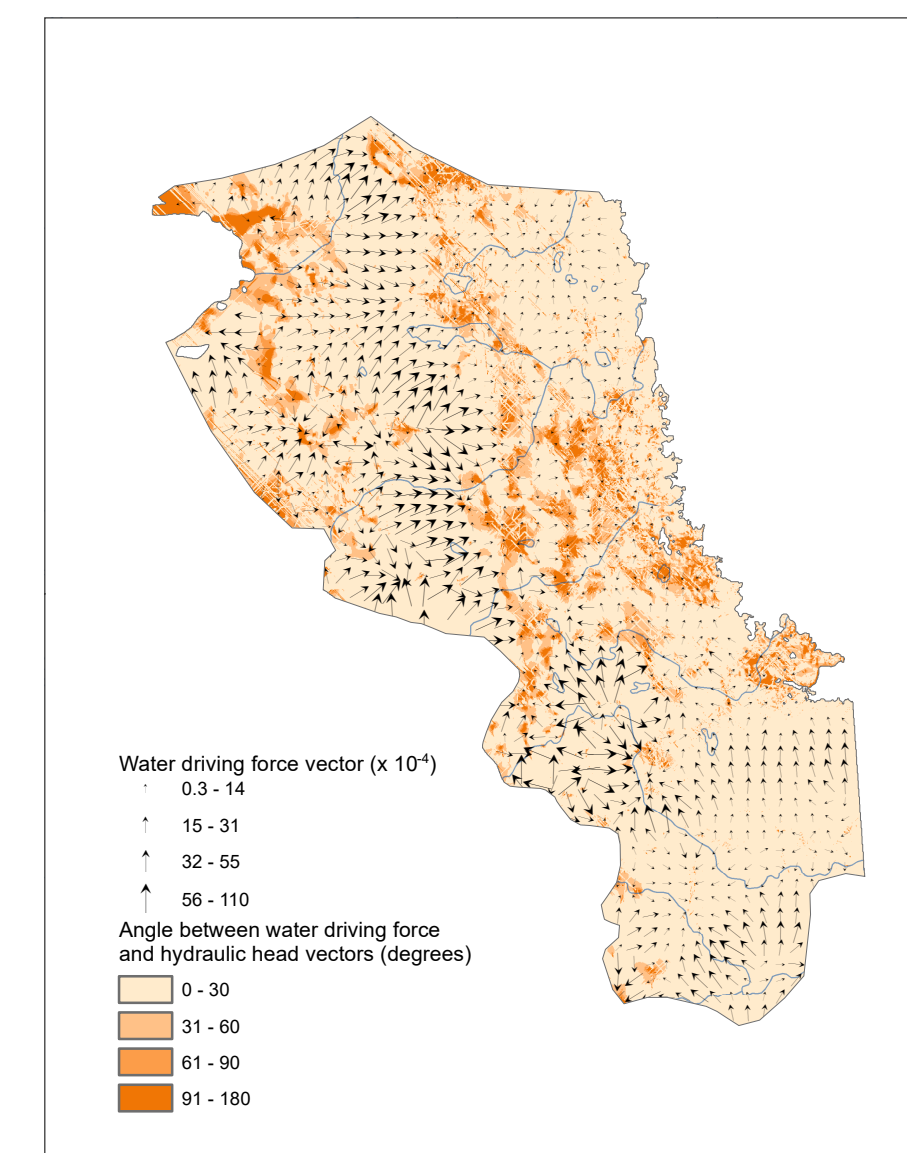 Water driving force vector (x 10⁻⁴)
0.3 - 14
15 - 31
32 - 55
56 - 110
Angle between water driving force
and hydraulic head vectors (degrees)
0 - 30
31 - 60
61 - 90
91 - 180